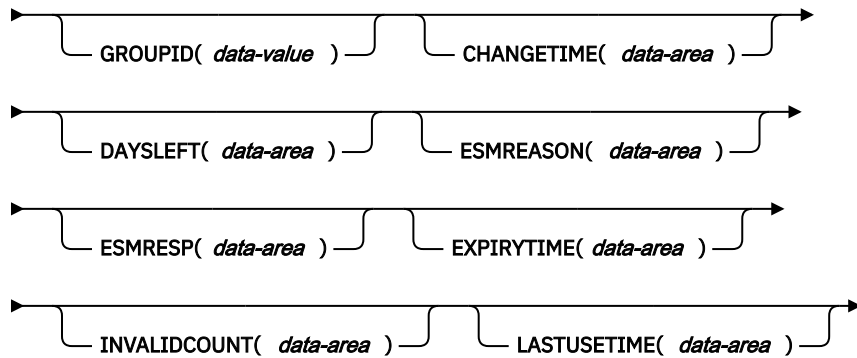 GROUPID( data-value ) CHANGETIME( data-area )
DAYSLEFT( data-area ) ESMREASON( data-area )
ESMRESP( data-area ) EXPIRYTIME( data-area )
INVALIDCOUNT( data-area ) LASTUSETIME( data-area )